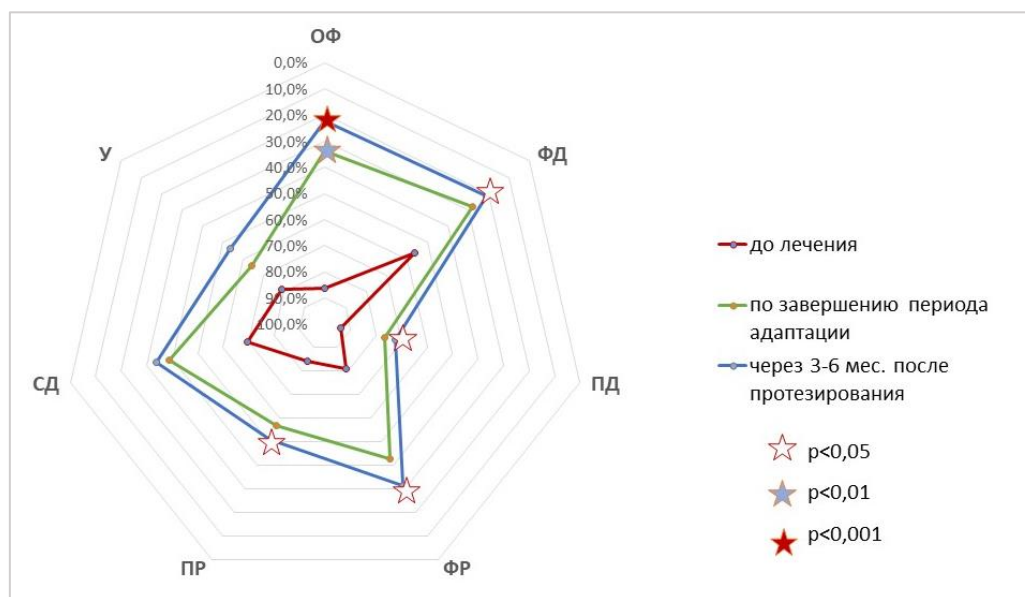 ОФ
0,0%
10,0%
20,0%
30,0%
40,0%
50,0%
60,0%
70,0%
80,0%
90,0%
100,0%
ФД
ПД
ФР
ПР
СД
У
до лечения
по завершению периода
адаптации
через 3-6 мес. после
протезирования
p<0,05
p<0,01
p<0,001